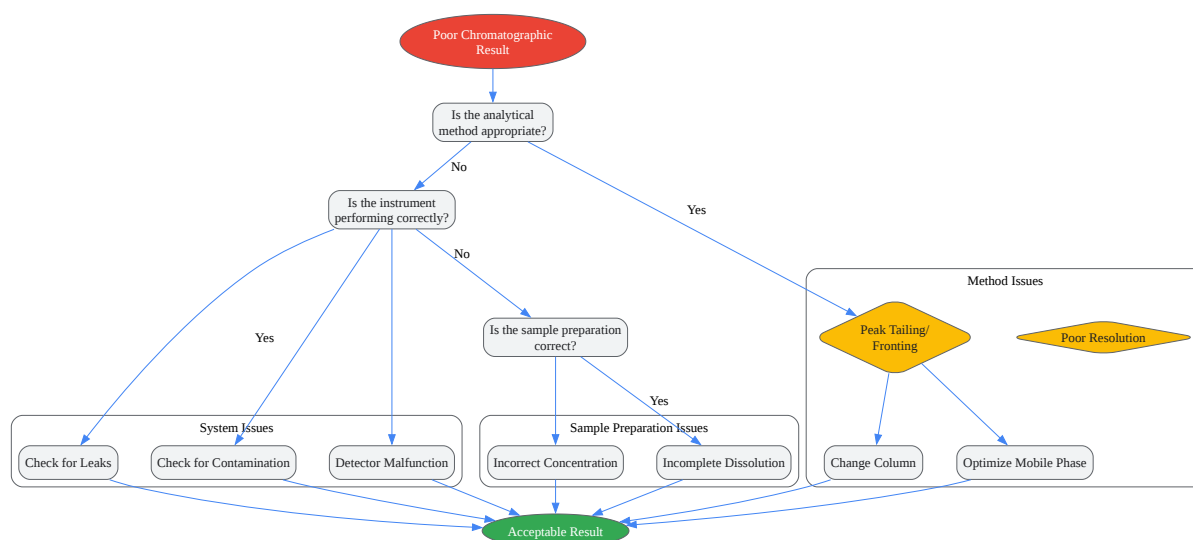 Poor Chromatographic
Result
Is the analytical
method appropriate?
No
Is the instrument
performing correctly?
Yes
No
Method Issues
Is the sample preparation
correct?
Yes
Peak Tailing/
Fronting
Poor Resolution
Yes
System Issues
Sample Preparation Issues
Check for Leaks
Check for Contamination
Detector Malfunction
Incorrect Concentration
Incomplete Dissolution
Change Column
Optimize Mobile Phase
Acceptable Result